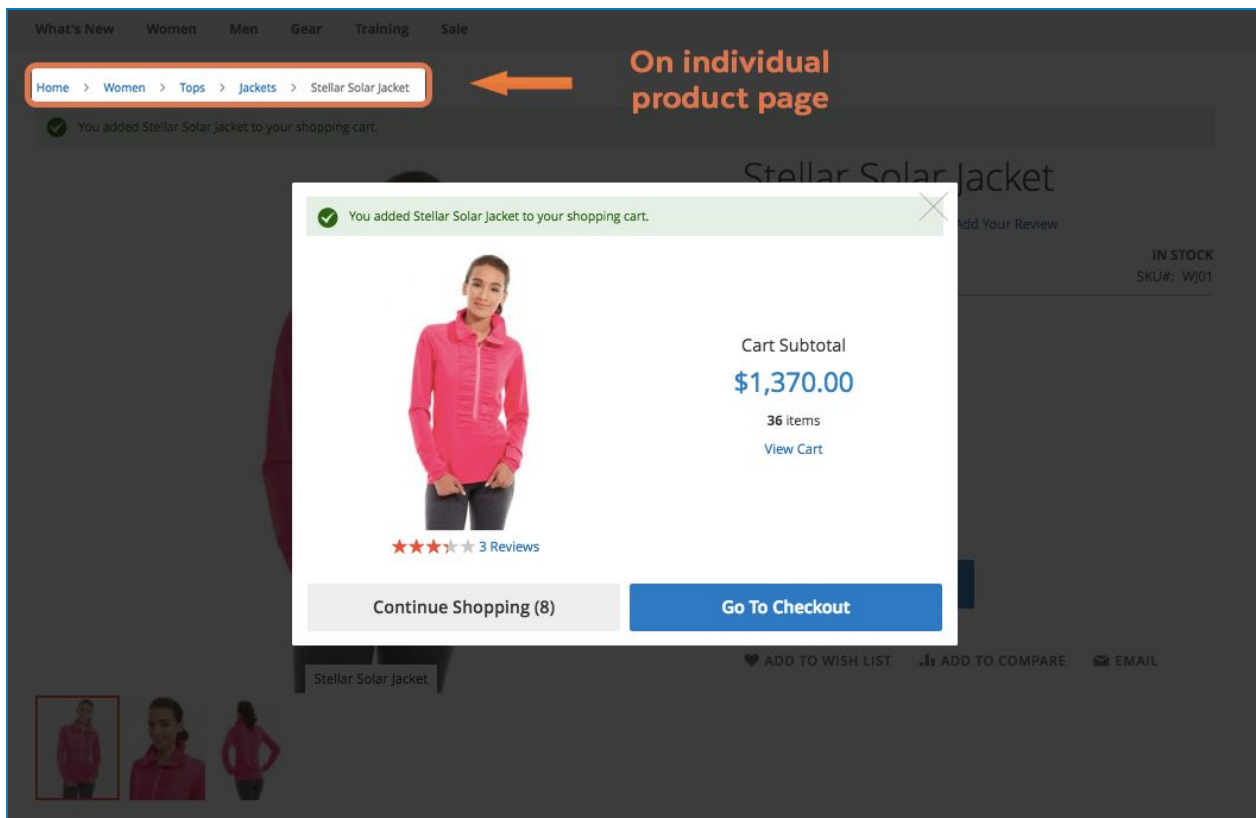 What's New Women Men Gear Training Sale
On individual
product page
Home > Women > Tops > Jackets > Stellar Solar Jacket
You added Stellar Solar Jacket to your shopping cart.
Stellar Solar Jacket
Add Your Review
IN STOCK
SKU#: WJ01
You added Stellar Solar Jacket to your shopping cart.
Cart Subtotal
$1,370.00
36 items
View Cart
3 Reviews
Continue Shopping (8)
Go To Checkout
ADD TO WISH LIST ADD TO COMPARE EMAIL
Stellar Solar Jacket